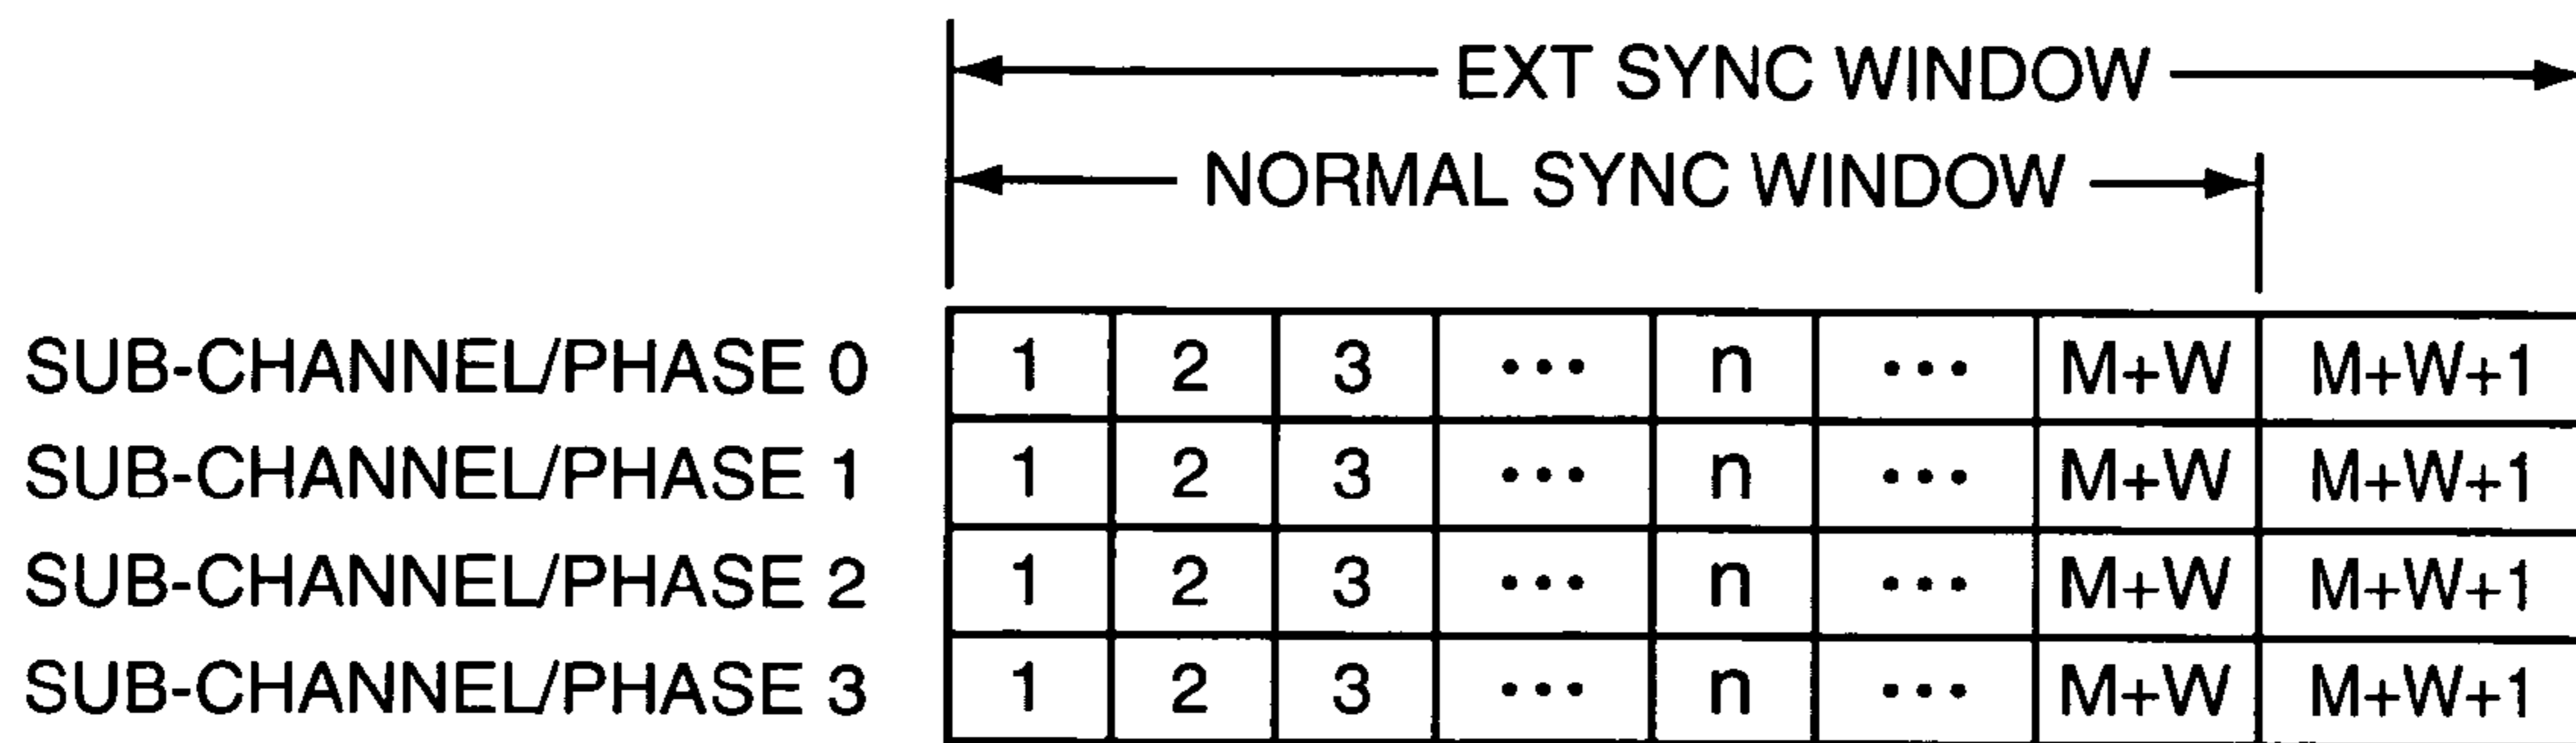 EXT SYNC WINDOW
NORMAL SYNC WINDOW
SUB-CHANNEL/PHASE 0 1 2 3 ... n ... M+W M+W+1
SUB-CHANNEL/PHASE 1 1 2 3 ... n ... M+W M+W+1
SUB-CHANNEL/PHASE 2 1 2 3 ... n ... M+W M+W+1
SUB-CHANNEL/PHASE 3 1 2 3 ... n ... M+W M+W+1